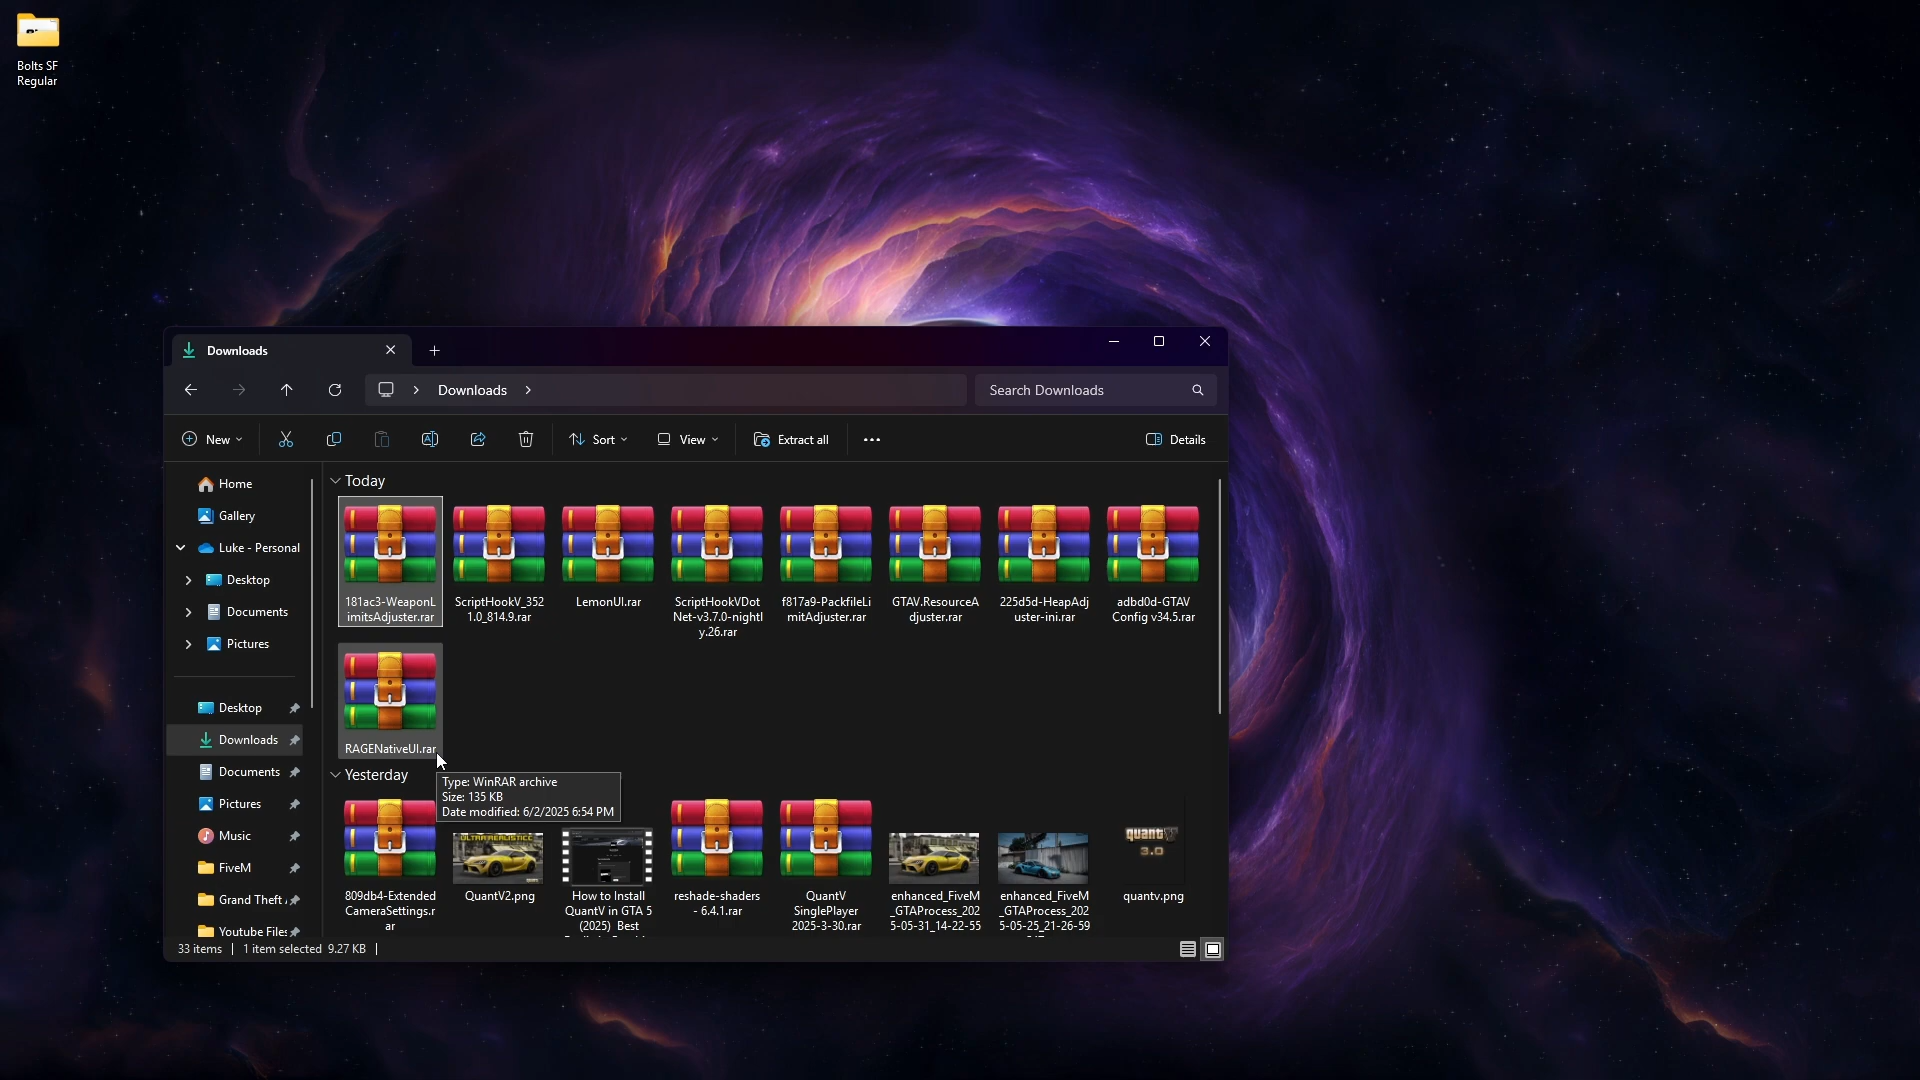 Bolts SF
Regular
Downloads
Downloads
Search Downloads
New
Sort
View
Extract all
Details
Home
Gallery
Luke - Personal
Desktop
Documents
Pictures
Desktop
Downloads
Documents
Pictures
Music
FiveM
Grand Theft
Youtube Files
Today
181ac3-WeaponL
imitsAdjuster.rar
ScriptHookV_352
1.0_814.9.rar
LemonUI.rar
ScriptHookVDot
Net-v3.7.0-nightl
y.26.rar
f817a9-PackfileLi
mitAdjuster.rar
GTAV.ResourceA
djuster.rar
225d5d-HeapAdj
uster-ini.rar
adbd0d-GTAV
Config v34.5.rar
RAGENativeUI.rar
Type: WinRAR archive
Size: 135 KB
Date modified: 6/2/2025 6:54 PM
Yesterday
809db4-Extended
CameraSettings.r
ar
QuantV2.png
How to Install
QuantV in GTA 5
(2025) Best
reshade-shaders
- 6.4.1.rar
QuantV
SinglePlayer
2025-3-30.rar
enhanced_FiveM
_GTAProcess_202
5-05-31_14-22-55
enhanced_FiveM
_GTAProcess_202
5-05-25_21-26-59
quantV
3.0
quantv.png
33 items
1 item selected 9.27 KB